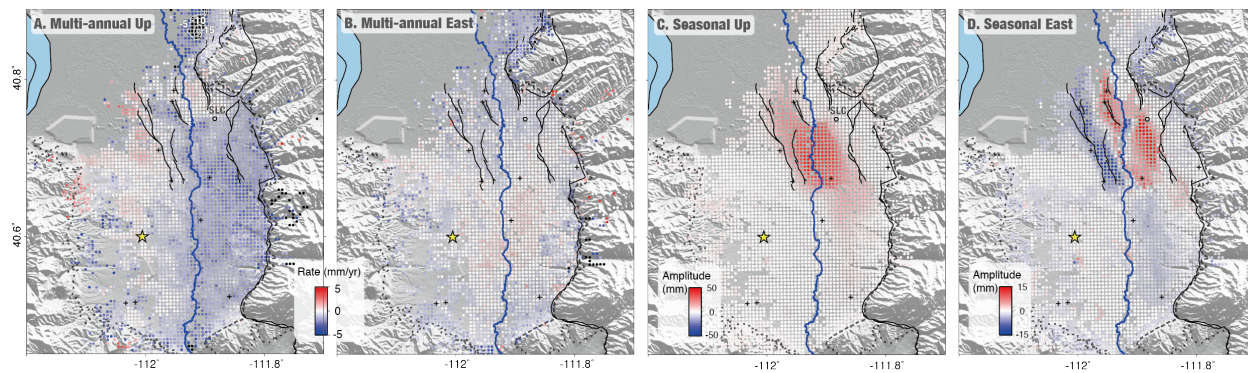 A. Multi-annual Up
B. Multi-annual East
C. Seasonal Up
D. Seasonal East
40.8˚
40.6˚
SLC
SLC
Rate (mm/yr)
5
0
-5
Amplitude
(mm)
50
0
-50
Amplitude
(mm)
15
0
-15
-112˚
-111.8˚
-112˚
-111.8˚
-112˚
-111.8˚
-112˚
-111.8˚